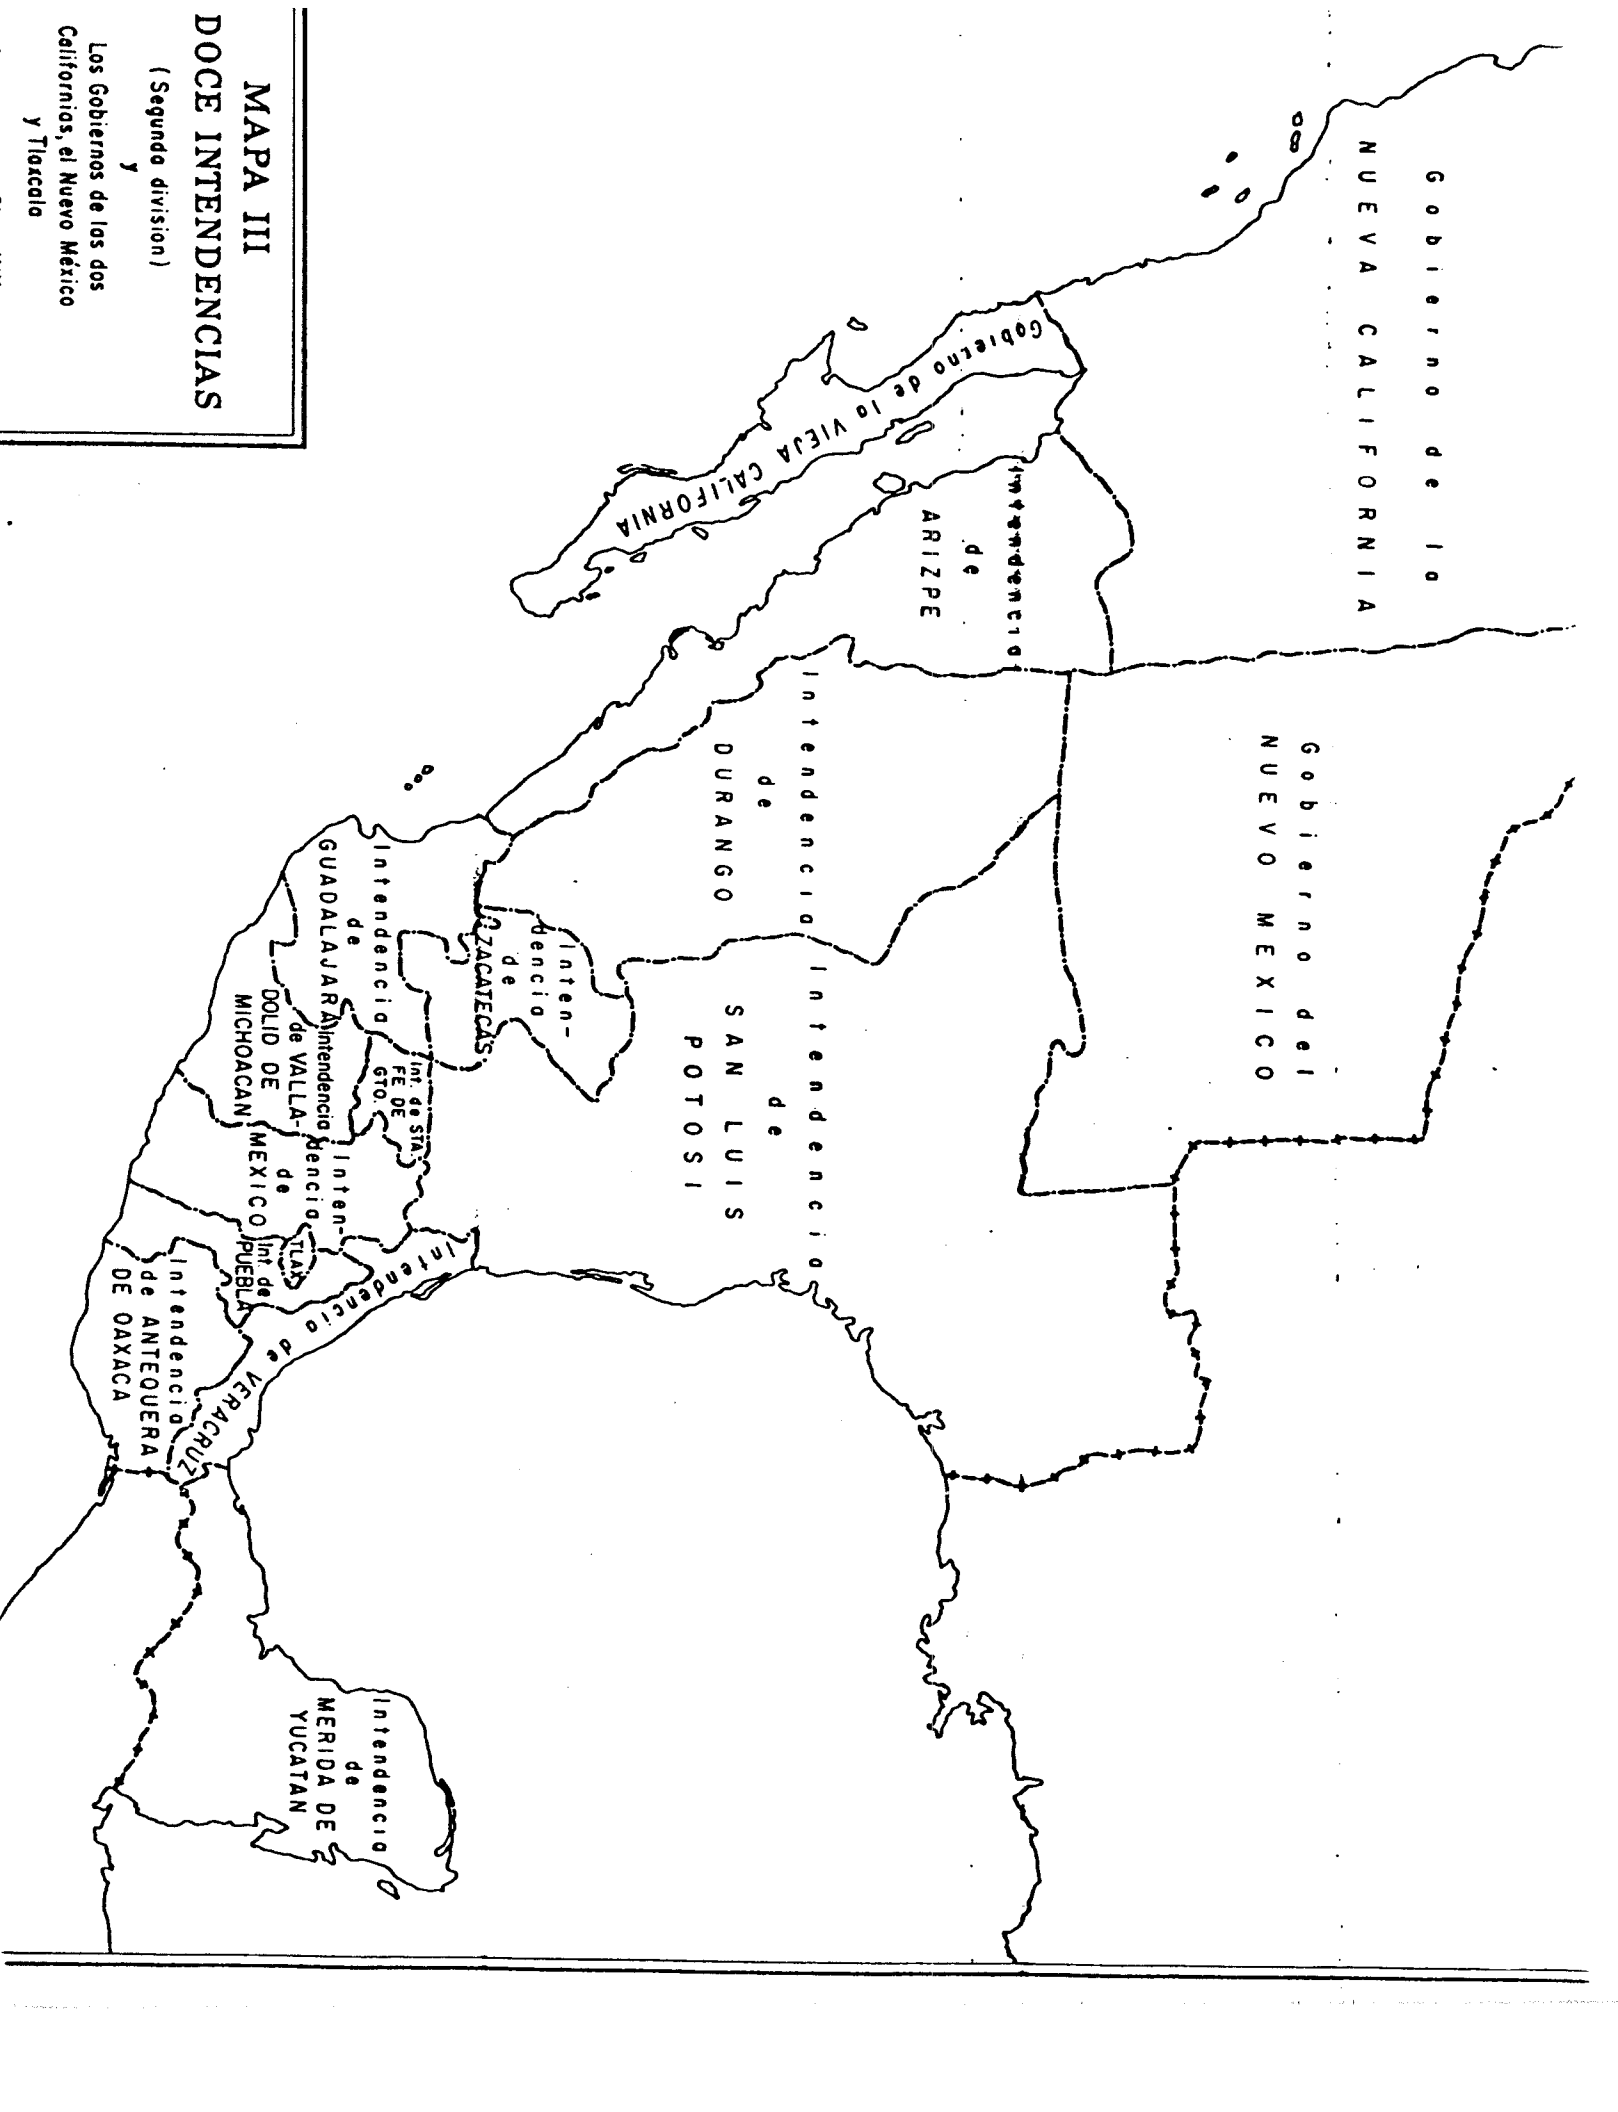 Gobierno de la
NUEVA CALIFORNIA
Gobierno del
NUEVO MEXICO
Gobierno de la VIEJA CALIFORNIA
Intendencia
de
ARIZPE
Intendencia
de
DURANGO
Intendencia
de
SAN LUIS
POTOSI
Inten-
dencia
de
ZACATECAS
Intendencia
de
GUADALAJARA
Int. de STA.
FE DE
GTO.
Intendencia
de VALLA-
DOLID DE
MICHOACAN
Inten-
dencia
de
MEXICO
TLAX.
Int. de
PUEBLA
Intendencia de VERACRUZ
Intendencia
de ANTEQUERA
DE OAXACA
Intendencia
de
MERIDA DE
YUCATAN
MAPA III
DOCE INTENDENCIAS
(Segunda division)
y
Los Gobiernos de las dos
Californias, el Nuevo México
y Tlaxcala